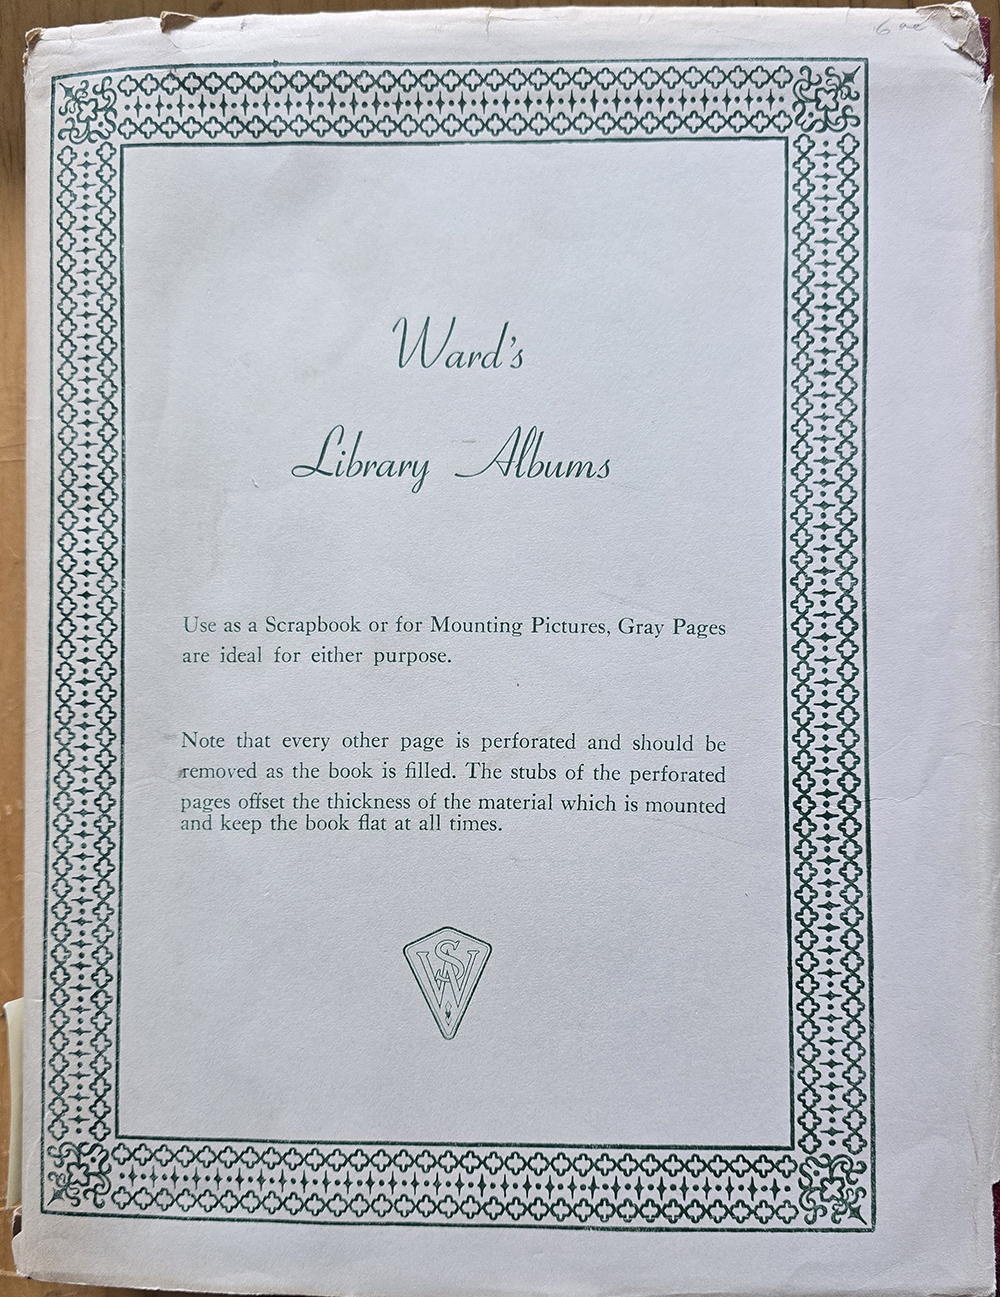 Ward's
Library Albums
Use as a Scrapbook or for Mounting Pictures, Gray Pages
are ideal for either purpose.
Note that every other page is perforated and should be
removed as the book is filled. The stubs of the perforated
pages offset the thickness of the material which is mounted
and keep the book flat at all times.